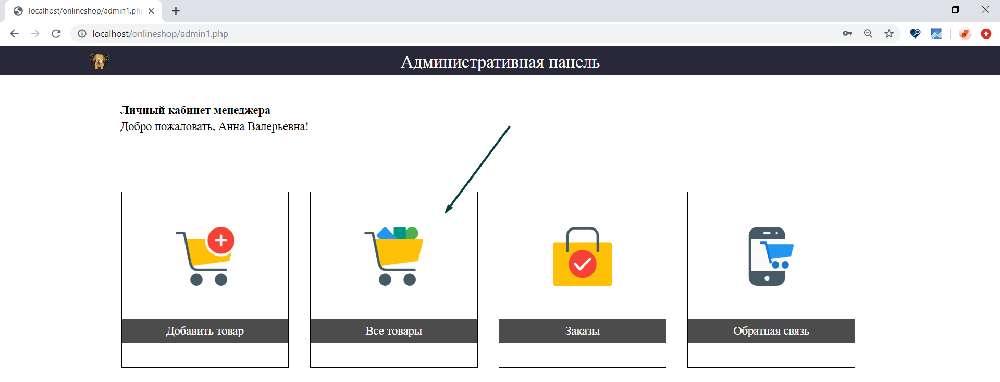 localhost/onlineshop/admin1.php
localhost/onlineshop/admin1.php
Административная панель
Личный кабинет менеджера
Добро пожаловать, Анна Валерьевна!
Добавить товар
Все товары
Заказы
Обратная связь